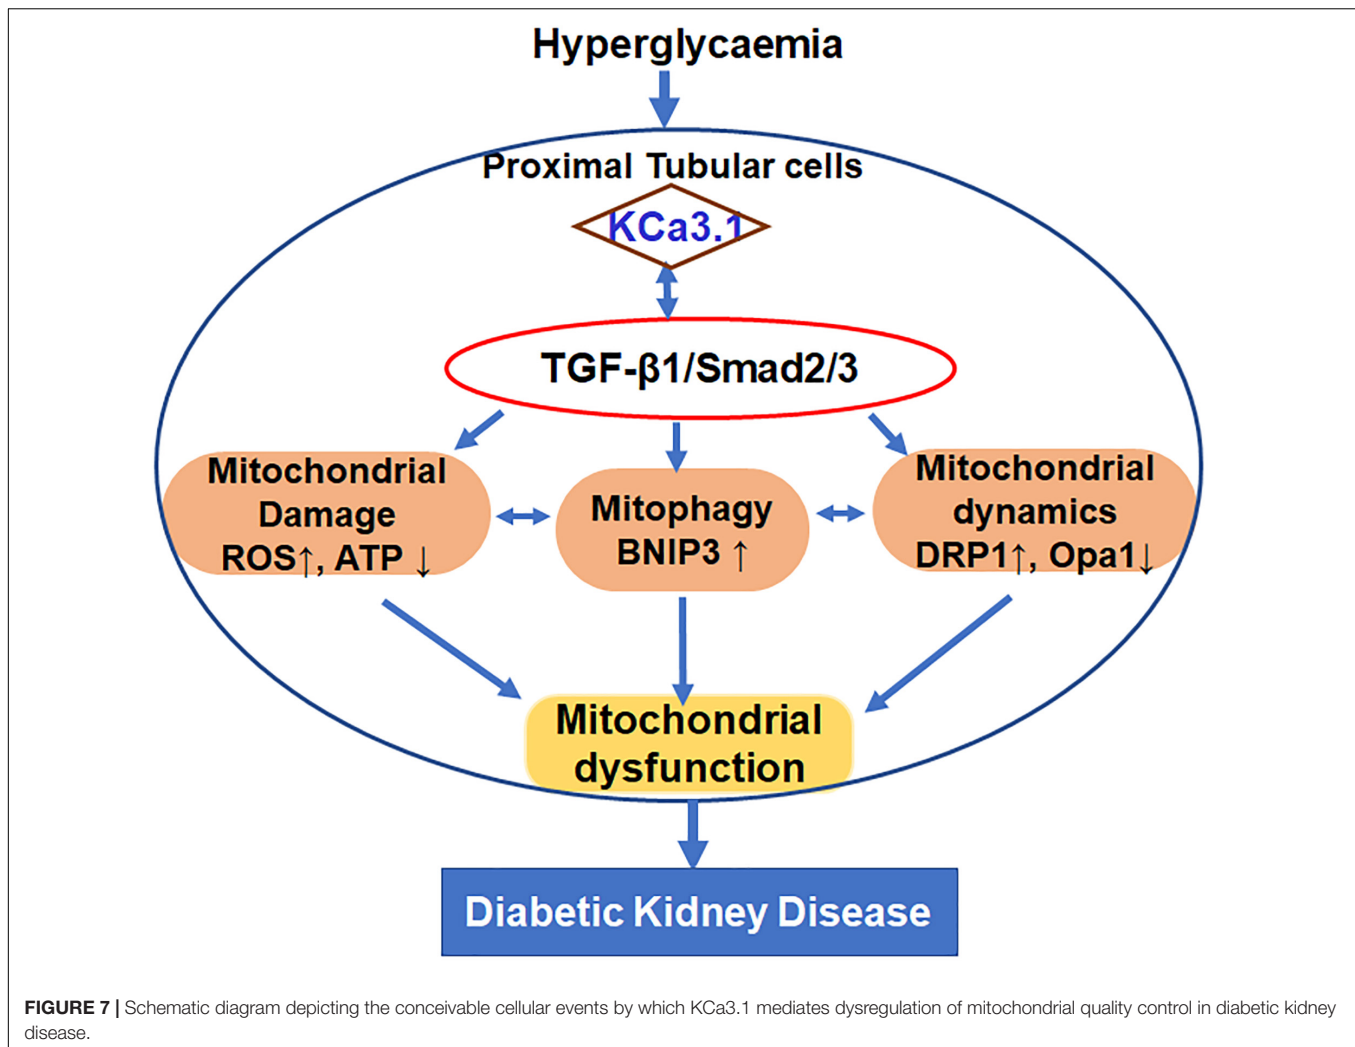 Hyperglycaemia
Proximal Tubular cells
KCa3.1
TGF-β1/Smad2/3
Mitochondrial
Damage
ROS↑, ATP ↓
Mitophagy
BNIP3 ↑
Mitochondrial
dynamics
DRP1↑, Opa1↓
Mitochondrial
dysfunction
Diabetic Kidney Disease
FIGURE 7 | Schematic diagram depicting the conceivable cellular events by which KCa3.1 mediates dysregulation of mitochondrial quality control in diabetic kidney
disease.